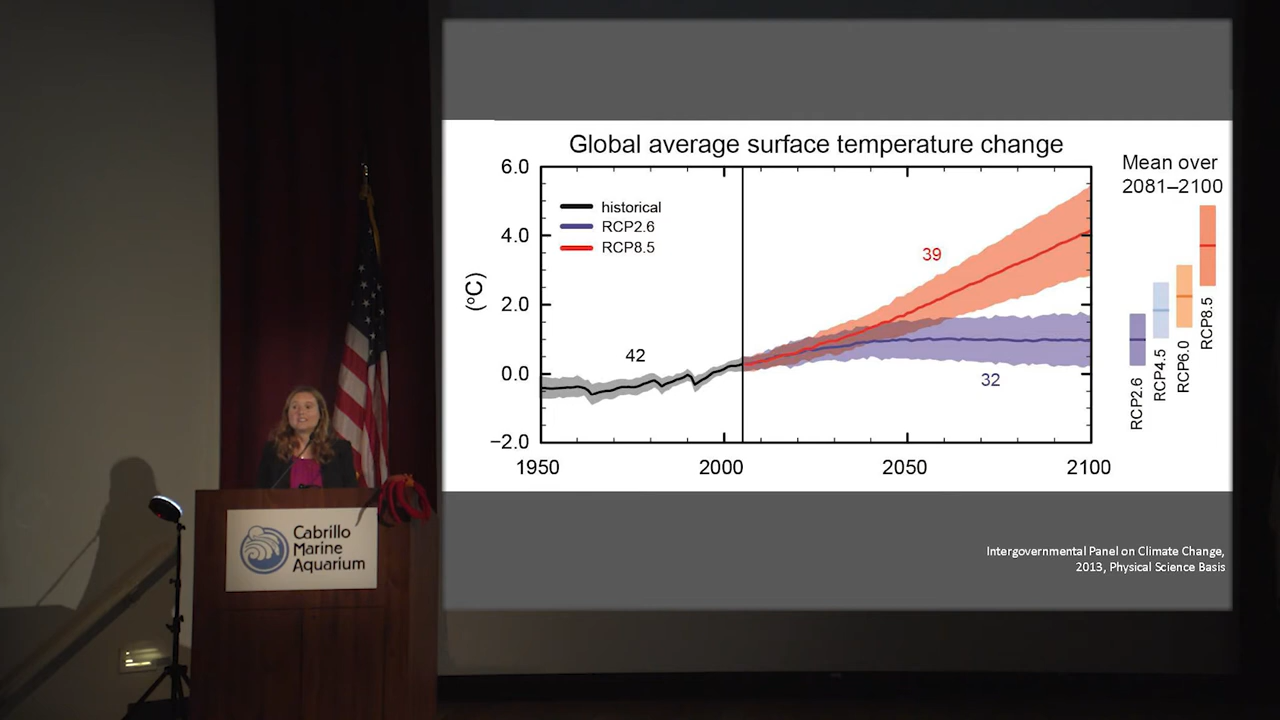 Global average surface temperature change
6.0
4.0
2.0
0.0
−2.0
(°C)
historical
RCP2.6
RCP8.5
42
39
32
1950
2000
2050
2100
Mean over
2081–2100
RCP2.6
RCP4.5
RCP6.0
RCP8.5
Intergovernmental Panel on Climate Change,
2013, Physical Science Basis
Cabrillo
Marine
Aquarium